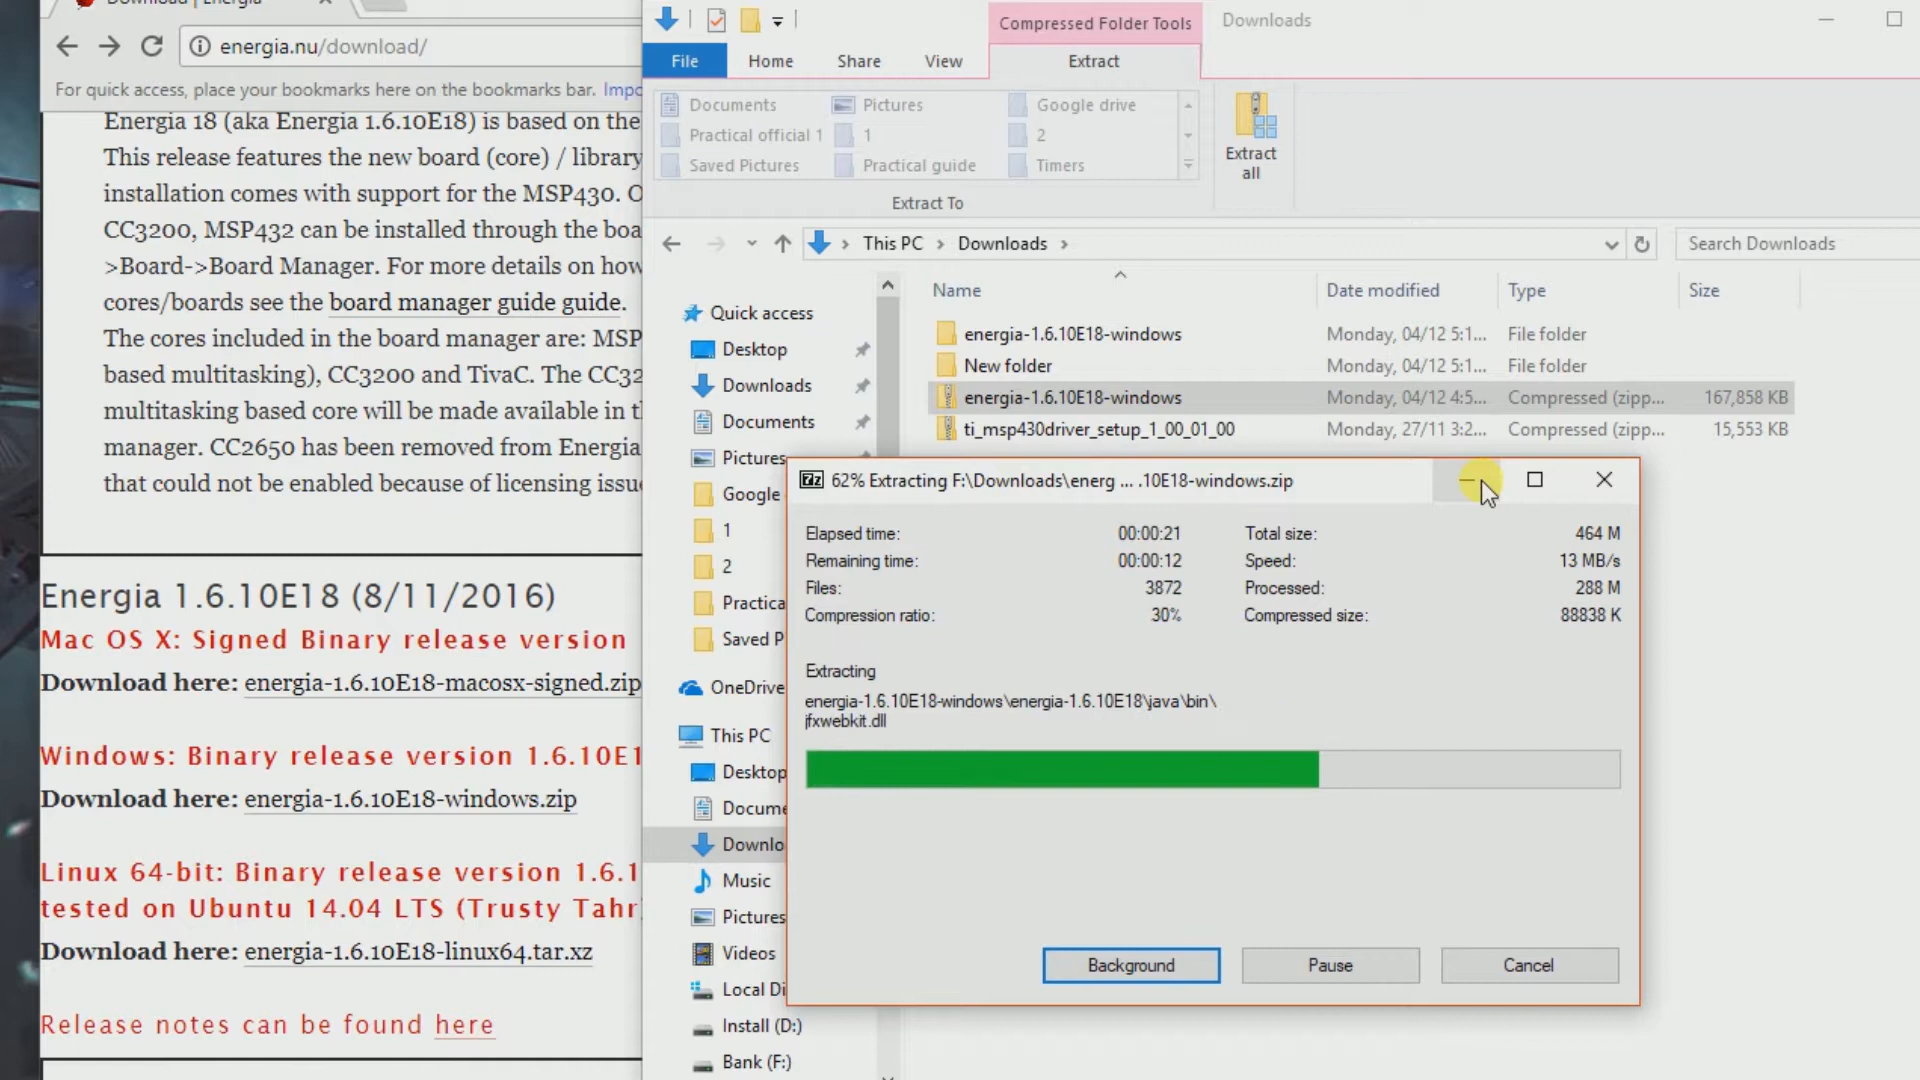 Download | Energia
energia.nu/download/
For quick access, place your bookmarks here on the bookmarks bar. Impo
Energia 18 (aka Energia 1.6.10E18) is based on the
This release features the new board (core) / library
installation comes with support for the MSP430. O
CC3200, MSP432 can be installed through the boa
>Board->Board Manager. For more details on how
cores/boards see the board manager guide guide.
The cores included in the board manager are: MSP
based multitasking), CC3200 and TivaC. The CC32
multitasking based core will be made available in t
manager. CC2650 has been removed from Energia
that could not be enabled because of licensing issu
Energia 1.6.10E18 (8/11/2016)
Mac OS X: Signed Binary release version
Download here: energia-1.6.10E18-macosx-signed.zip
Windows: Binary release version 1.6.10E1
Download here: energia-1.6.10E18-windows.zip
Linux 64-bit: Binary release version 1.6.1
tested on Ubuntu 14.04 LTS (Trusty Tahr
Download here: energia-1.6.10E18-linux64.tar.xz
Release notes can be found here
Compressed Folder Tools
Downloads
File
Home
Share
View
Extract
Documents
Pictures
Google drive
Practical official 1
1
2
Saved Pictures
Practical guide
Timers
Extract To
Extract
all
This PC
Downloads
Search Downloads
Name
Date modified
Type
Size
energia-1.6.10E18-windows Monday, 04/12 5:1... File folder
New folder Monday, 04/12 5:1... File folder
energia-1.6.10E18-windows Monday, 04/12 4:5... Compressed (zipp... 167,858 KB
ti_msp430driver_setup_1_00_01_00 Monday, 27/11 3:2... Compressed (zipp... 15,553 KB
Quick access
Desktop
Downloads
Documents
Pictures
Google
1
2
Practica
Saved P
OneDrive
This PC
Desktop
Docume
Downlo
Music
Pictures
Videos
Local Di
Install (D:)
Bank (F:)
7z
62% Extracting F:\Downloads\energ ... .10E18-windows.zip
Elapsed time: 00:00:21 Total size: 464 M
Remaining time: 00:00:12 Speed: 13 MB/s
Files: 3872 Processed: 288 M
Compression ratio: 30% Compressed size: 88838 K
Extracting
energia-1.6.10E18-windows\energia-1.6.10E18\java\bin\
jfxwebkit.dll
Background
Pause
Cancel